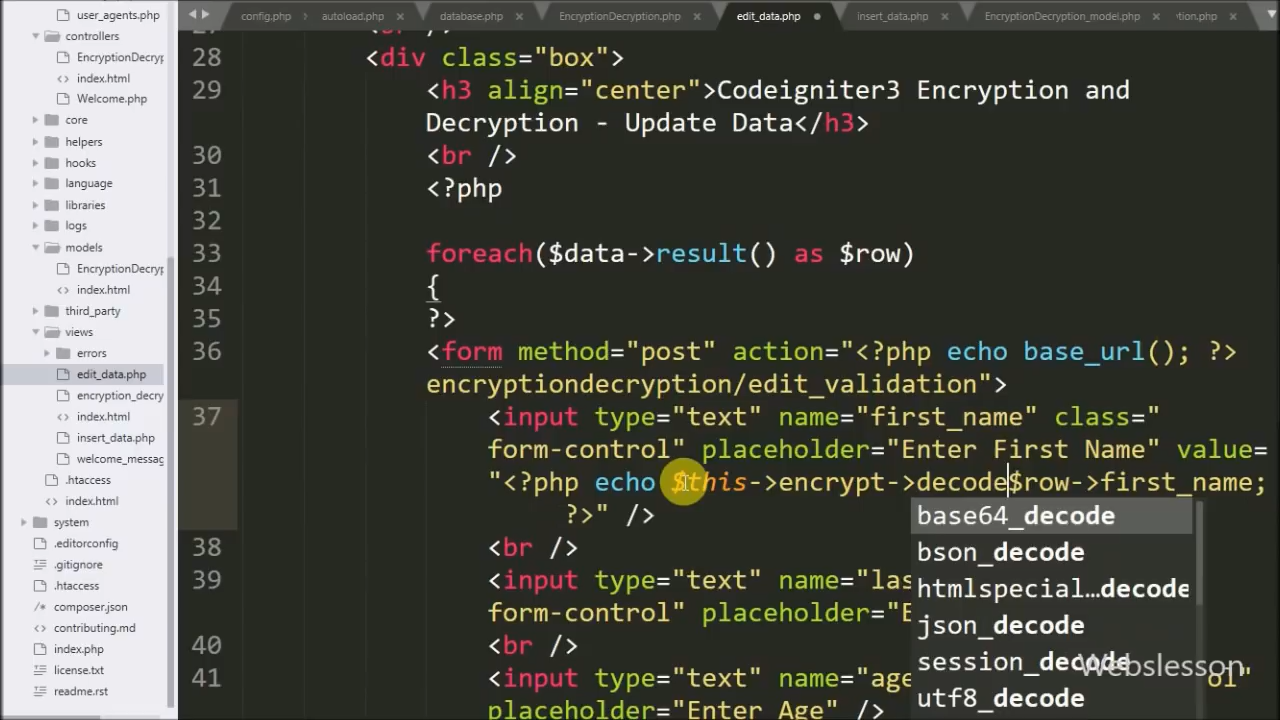 config.php
autoload.php
database.php
EncryptionDecryption.php
edit_data.php
insert_data.php
EncryptionDecryption_model.php
tion.php
user_agents.php
controllers
EncryptionDecryp
index.html
Welcome.php
core
helpers
hooks
language
libraries
logs
models
EncryptionDecryp
index.html
third_party
views
errors
edit_data.php
encryption_decry
index.html
insert_data.php
welcome_messag
.htaccess
index.html
system
.editorconfig
.gitignore
.htaccess
composer.json
contributing.md
index.php
license.txt
readme.rst
28 <div class="box">
29 <h3 align="center">Codeigniter3 Encryption and
Decryption - Update Data</h3>
30 <br />
31 <?php
32
33 foreach($data->result() as $row)
34 {
35 ?>
36 <form method="post" action="<?php echo base_url(); ?>
encryptiondecryption/edit_validation">
37 <input type="text" name="first_name" class="
form-control" placeholder="Enter First Name" value=
"<?php echo $this->encrypt->decode$row->first_name;
?>" />
38 <br />
39 <input type="text" name="las
form-control" placeholder="E
40 <br />
41 <input type="text" name="age
ol"
placeholder="Enter Age" />
base64_decode
bson_decode
htmlspecial…decode
json_decode
session_decode
utf8_decode
Webslesson